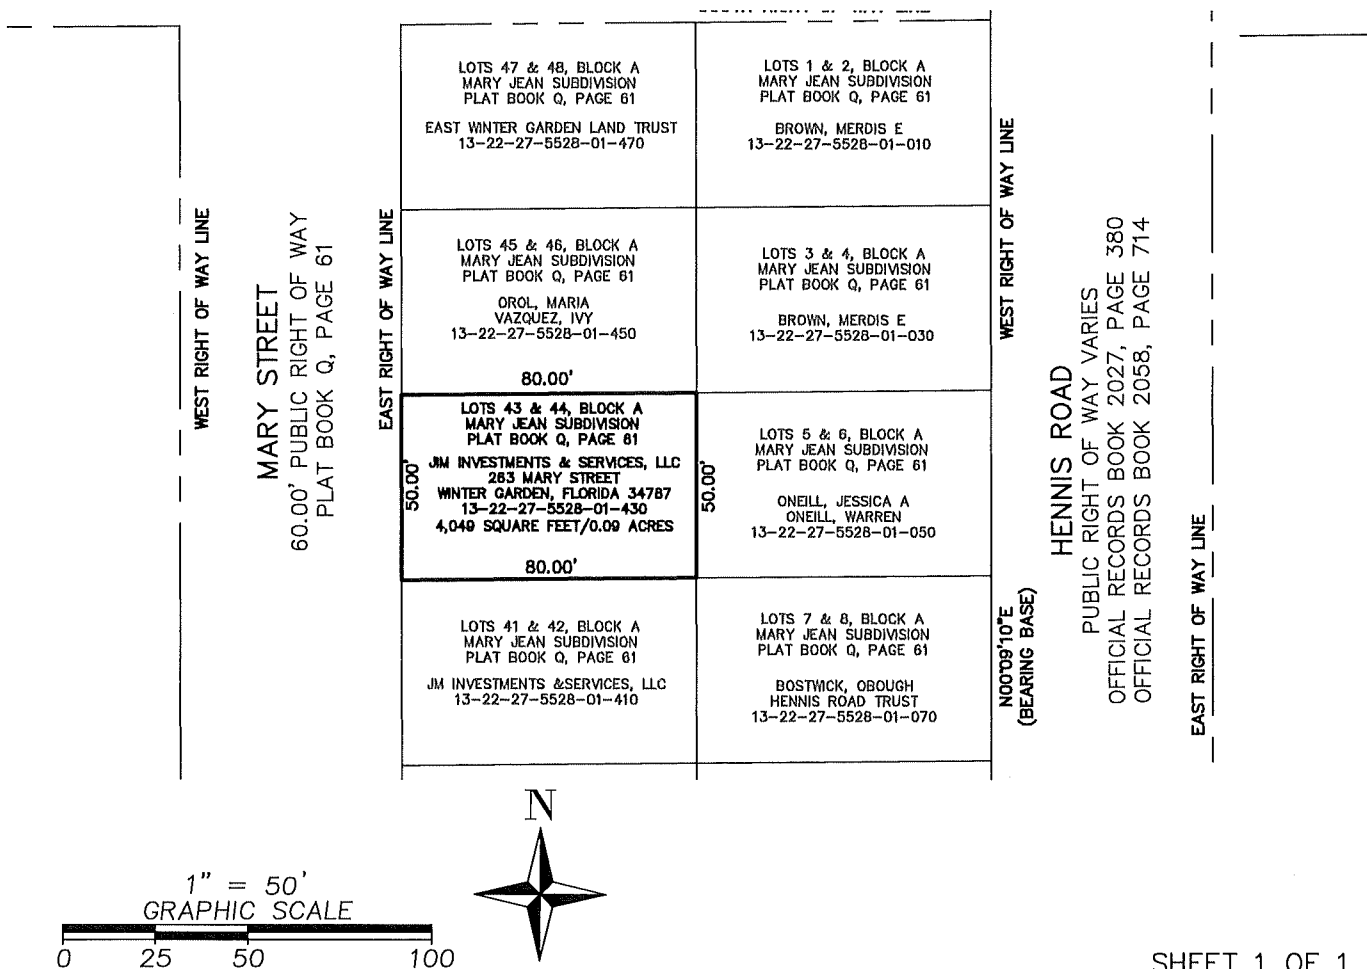 LOTS 47 & 48, BLOCK A
MARY JEAN SUBDIVISION
PLAT BOOK Q, PAGE 61
EAST WINTER GARDEN LAND TRUST
13-22-27-5528-01-470
LOTS 1 & 2, BLOCK A
MARY JEAN SUBDIVISION
PLAT BOOK Q, PAGE 61
BROWN, MERDIS E
13-22-27-5528-01-010
WEST RIGHT OF WAY LINE
MARY STREET
60.00' PUBLIC RIGHT OF WAY
PLAT BOOK Q, PAGE 61
EAST RIGHT OF WAY LINE
LOTS 45 & 46, BLOCK A
MARY JEAN SUBDIVISION
PLAT BOOK Q, PAGE 61
OROL, MARIA
VAZQUEZ, IVY
13-22-27-5528-01-450
LOTS 3 & 4, BLOCK A
MARY JEAN SUBDIVISION
PLAT BOOK Q, PAGE 61
BROWN, MERDIS E
13-22-27-5528-01-030
WEST RIGHT OF WAY LINE
80.00'
50.00'
LOTS 43 & 44, BLOCK A
MARY JEAN SUBDIVISION
PLAT BOOK Q, PAGE 61
JM INVESTMENTS & SERVICES, LLC
263 MARY STREET
WINTER GARDEN, FLORIDA 34787
13-22-27-5528-01-430
4,049 SQUARE FEET/0.09 ACRES
80.00'
50.00'
LOTS 5 & 6, BLOCK A
MARY JEAN SUBDIVISION
PLAT BOOK Q, PAGE 61
ONEILL, JESSICA A
ONEILL, WARREN
13-22-27-5528-01-050
HENNIS ROAD
PUBLIC RIGHT OF WAY VARIES
OFFICIAL RECORDS BOOK 2027, PAGE 380
OFFICIAL RECORDS BOOK 2058, PAGE 714
EAST RIGHT OF WAY LINE
LOTS 41 & 42, BLOCK A
MARY JEAN SUBDIVISION
PLAT BOOK Q, PAGE 61
JM INVESTMENTS &SERVICES, LLC
13-22-27-5528-01-410
LOTS 7 & 8, BLOCK A
MARY JEAN SUBDIVISION
PLAT BOOK Q, PAGE 61
BOSTWICK, OBOUGH
HENNIS ROAD TRUST
13-22-27-5528-01-070
N00°09'10"E
(BEARING BASE)
N
1" = 50'
GRAPHIC SCALE
0 25 50 100
SHEET 1 OF 1